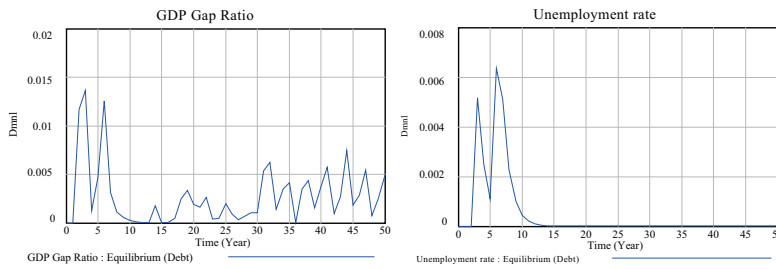 GDP Gap Ratio
0.02
0.015
0.01
0.005
0
Dmnl
0 5 10 15 20 25 30 35 40 45 50
Time (Year)
GDP Gap Ratio : Equilibrium (Debt)
Unemployment rate
0.008
0.006
0.004
0.002
0
Dmnl
0 5 10 15 20 25 30 35 40 45 50
Time (Year)
Unemployment rate : Equilibrium (Debt)